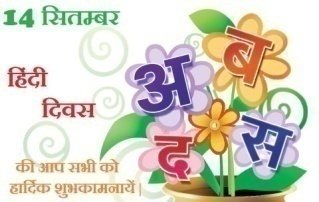 14 सितम्बर
हिंदी
दिवस
की आप सभी को
हार्दिक शुभकामनायें
अ
ब
द
स